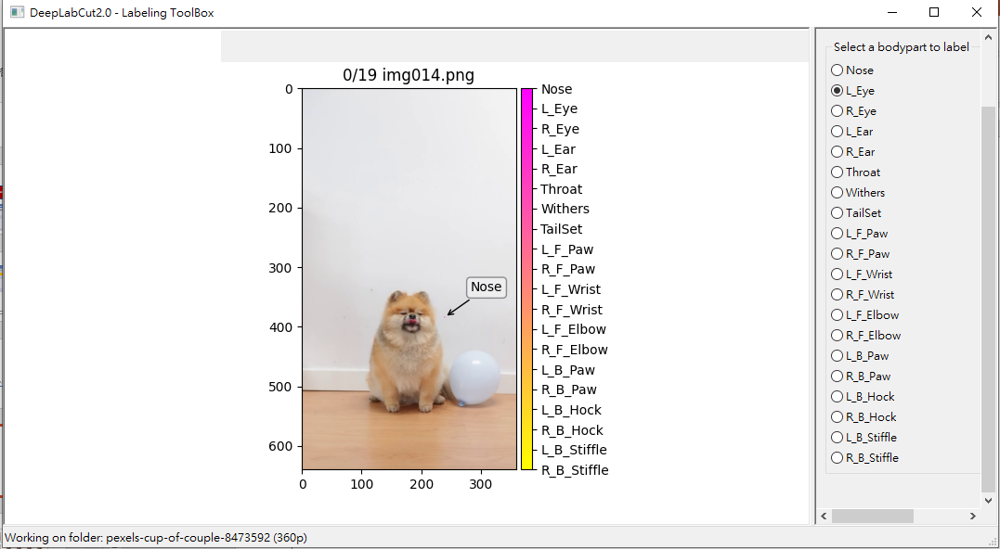 DeepLabCut2.0 - Labeling ToolBox
0/19 img014.png
0
100
200
300
400
500
600
0
100
200
300
Nose
Nose
L_Eye
R_Eye
L_Ear
R_Ear
Throat
Withers
TailSet
L_F_Paw
R_F_Paw
L_F_Wrist
R_F_Wrist
L_F_Elbow
R_F_Elbow
L_B_Paw
R_B_Paw
L_B_Hock
R_B_Hock
L_B_Stiffle
R_B_Stiffle
Select a bodypart to label
Nose
L_Eye
R_Eye
L_Ear
R_Ear
Throat
Withers
TailSet
L_F_Paw
R_F_Paw
L_F_Wrist
R_F_Wrist
L_F_Elbow
R_F_Elbow
L_B_Paw
R_B_Paw
L_B_Hock
R_B_Hock
L_B_Stiffle
R_B_Stiffle
Working on folder: pexels-cup-of-couple-8473592 (360p)